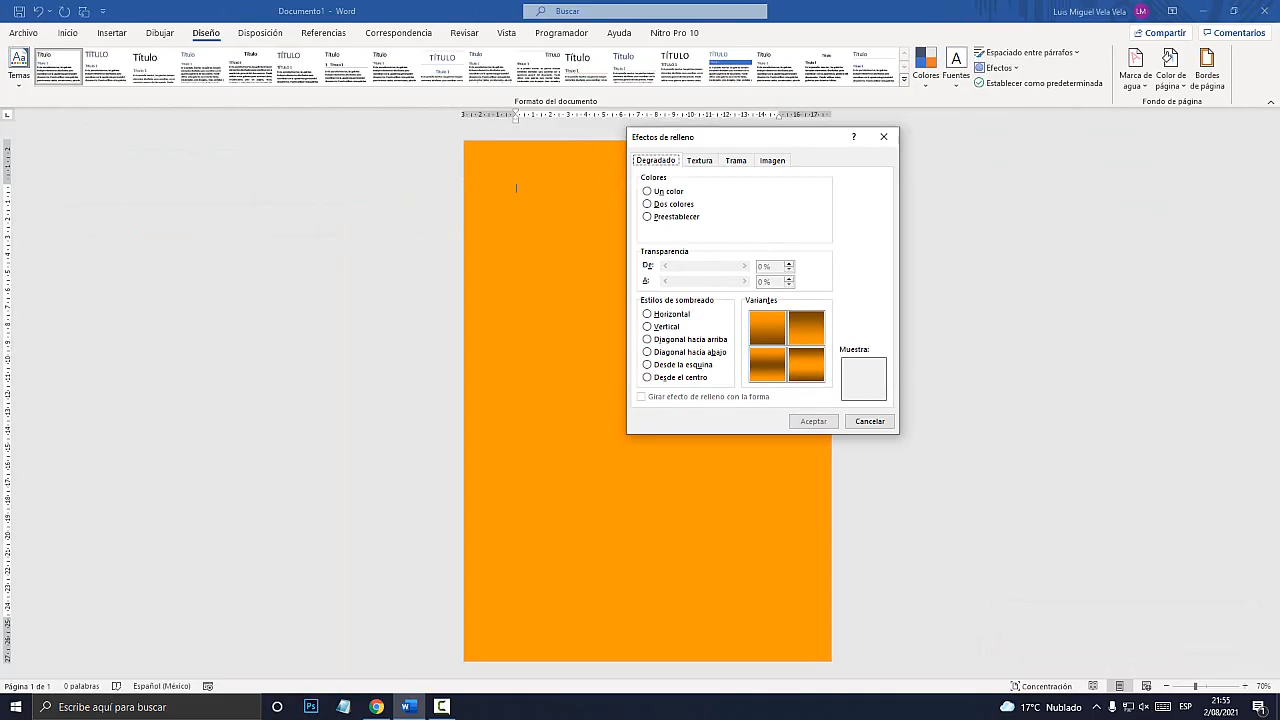 Documento1 - Word
Buscar
Luis Miguel Vela Vela
LM
Archivo Inicio Insertar Dibujar Diseño Disposición Referencias Correspondencia Revisar Vista Programador Ayuda Nitro Pro 10
Compartir
Comentarios
Colores
Fuentes
Espaciado entre párrafos
Efectos
Establecer como predeterminada
Marca de agua
Color de página
Bordes de página
Formato del documento
Fondo de página
Efectos de relleno
Degradado Textura Trama Imagen
Colores
Un color
Dos colores
Preestablecer
Transparencia
De: 0 %
A: 0 %
Estilos de sombreado
Horizontal
Vertical
Diagonal hacia arriba
Diagonal hacia abajo
Desde la esquina
Desde el centro
Variantes
Muestra:
Girar efecto de relleno con la forma
Aceptar
Cancelar
Página 1 de 1 0 palabras Español (México)
Concentración
70%
Escribe aquí para buscar
17°C Nublado
ESP
21:55
2/08/2021